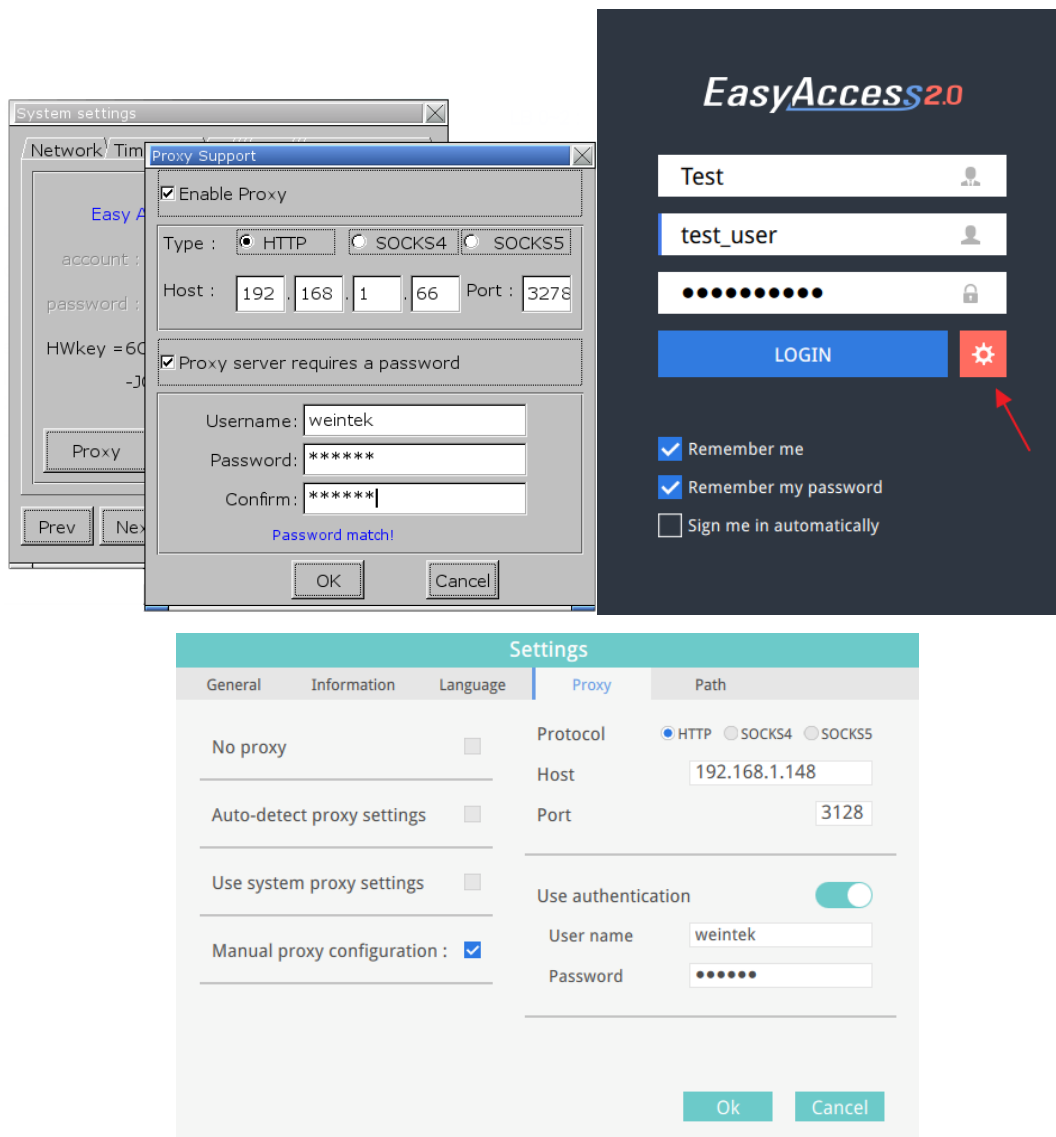 System settings
Network Tim
Easy A
account :
password :
HWkey =6
-J
Proxy
Prev Ne
Proxy Support
Enable Proxy
Type : HTTP SOCKS4 SOCKS5
Host : 192 . 168 . 1 . 66 Port : 3278
Proxy server requires a password
Username: weintek
Password: ******
Confirm: ******
Password match!
OK Cancel
EasyAccess2.0
Test
test_user
●●●●●●●●●●
LOGIN
Remember me
Remember my password
Sign me in automatically
Settings
General Information Language Proxy Path
No proxy
Auto-detect proxy settings
Use system proxy settings
Manual proxy configuration :
Protocol HTTP SOCKS4 SOCKS5
Host 192.168.1.148
Port 3128
Use authentication
User name weintek
Password ●●●●●●
Ok Cancel